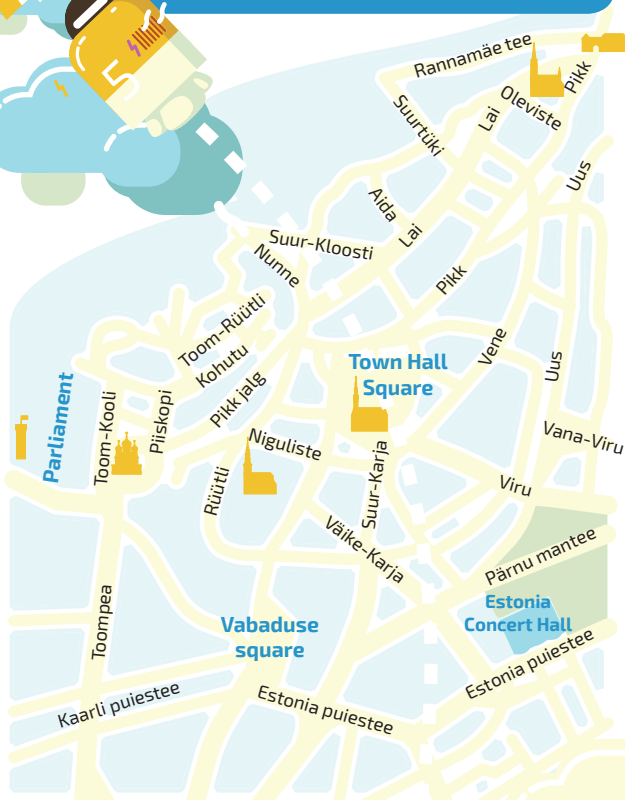 5
Rannamäe tee
Pikk
Oleviste
Lai
Suurtüki
Uus
Aida
Lai
Suur-Kloosti
Nunne
Pikk
Toom-Rüütli
Kohutu
Vene
Town Hall
Square
Uus
Pikk jalg
Parliament
Toom-Kooli
Piiskopi
Niguliste
Vana-Viru
Suur-Karja
Rüütli
Viru
Väike-Karja
Pärnu mantee
Toompea
Estonia
Concert Hall
Vabaduse
square
Estonia puiestee
Kaarli puiestee
Estonia puiestee